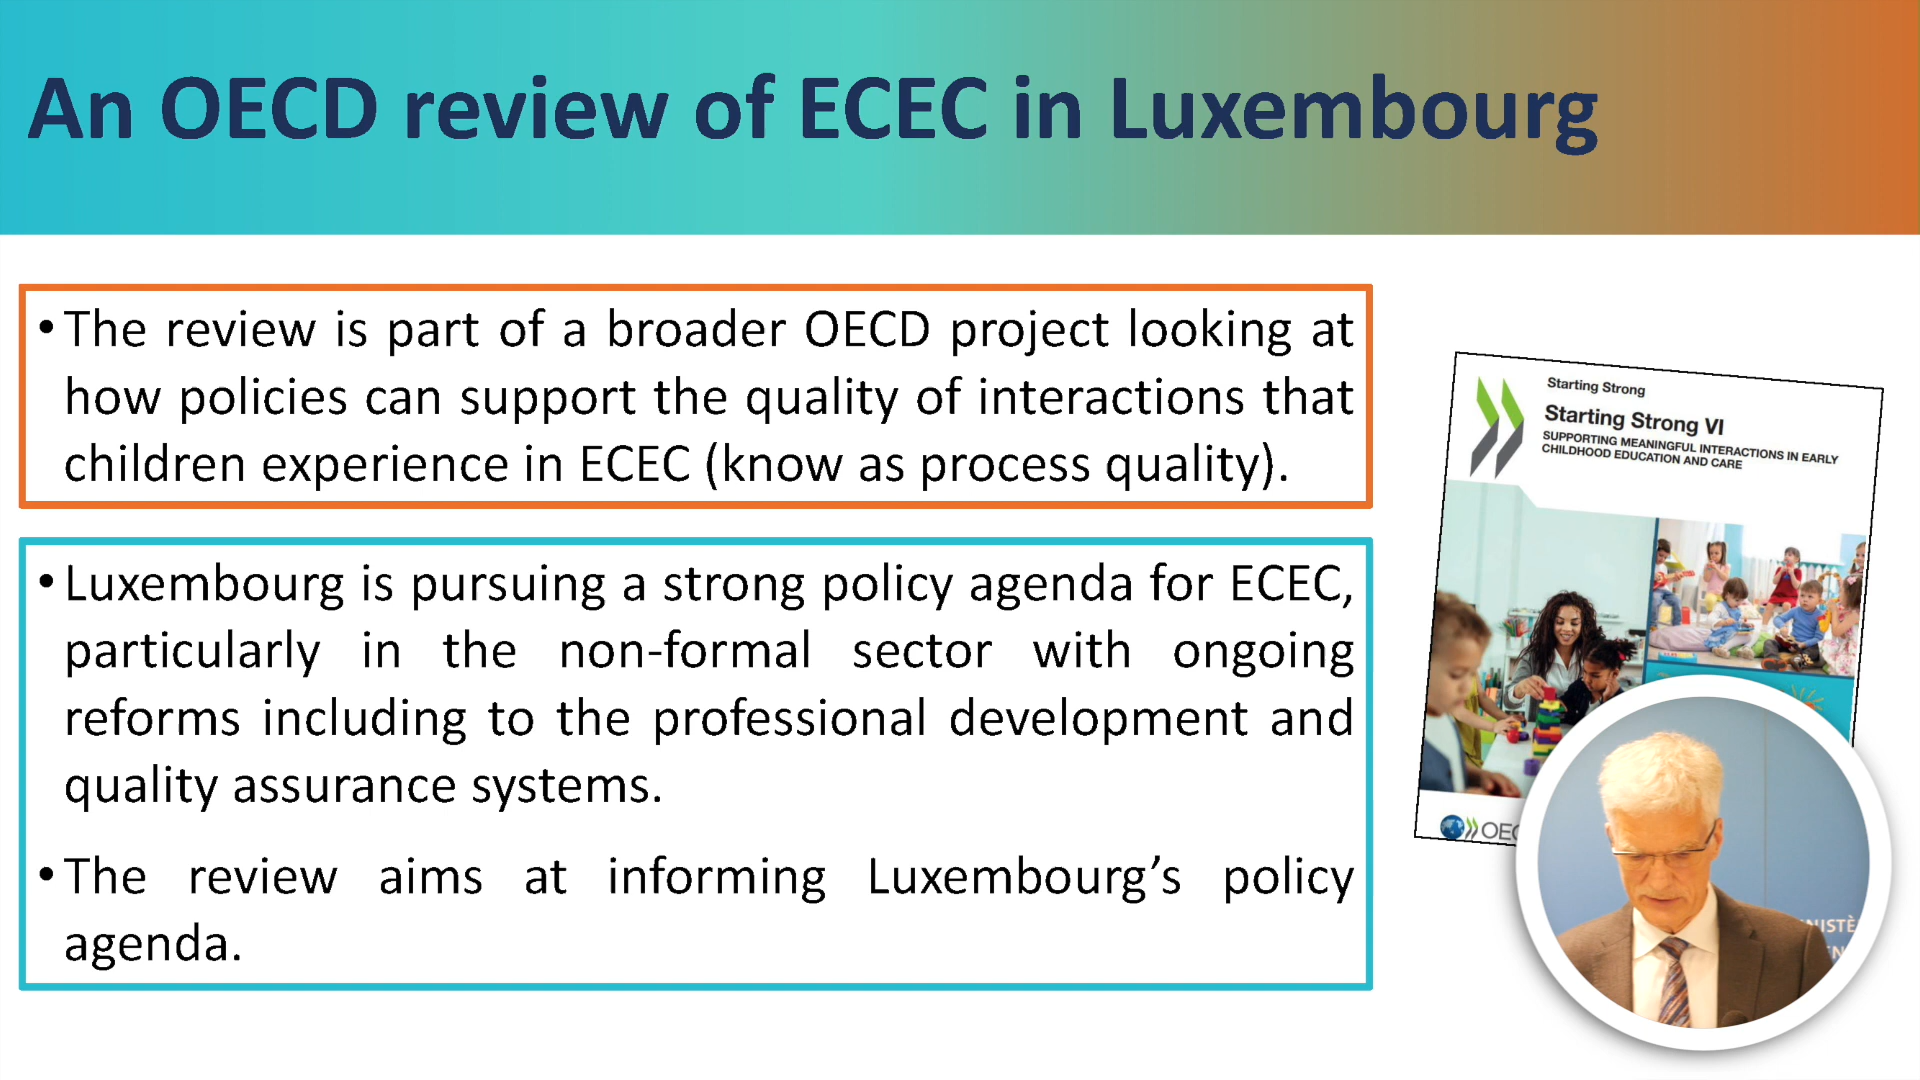 An OECD review of ECEC in Luxembourg
• The review is part of a broader OECD project looking at
how policies can support the quality of interactions that
children experience in ECEC (know as process quality).
• Luxembourg is pursuing a strong policy agenda for ECEC,
particularly in the non-formal sector with ongoing
reforms including to the professional development and
quality assurance systems.
• The review aims at informing Luxembourg’s policy
agenda.
Starting Strong
Starting Strong VI
SUPPORTING MEANINGFUL INTERACTIONS IN EARLY
CHILDHOOD EDUCATION AND CARE